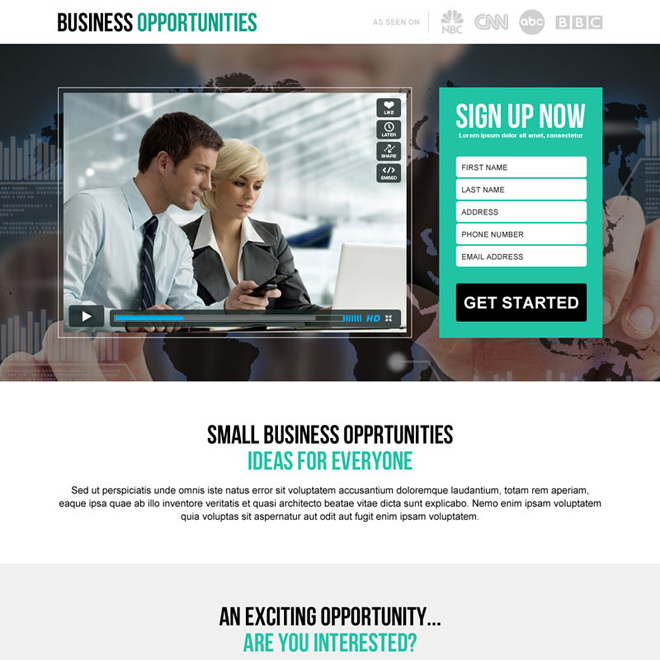 BUSINESS OPPORTUNITIES
AS SEEN ON
NBC
CNN
abc
BBC
LIKE
LATER
SHARE
EMBED
HD
SIGN UP NOW
Lorem ipsum dolor sit amet, consectetur
FIRST NAME
LAST NAME
ADDRESS
PHONE NUMBER
EMAIL ADDRESS
GET STARTED
SMALL BUSINESS OPPRTUNITIES
IDEAS FOR EVERYONE
Sed ut perspiciatis unde omnis iste natus error sit voluptatem accusantium doloremque laudantium, totam rem aperiam,
eaque ipsa quae ab illo inventore veritatis et quasi architecto beatae vitae dicta sunt explicabo. Nemo enim ipsam voluptatem
quia voluptas sit aspernatur aut odit aut fugit enim ipsam voluptatem.
AN EXCITING OPPORTUNITY...
ARE YOU INTERESTED?